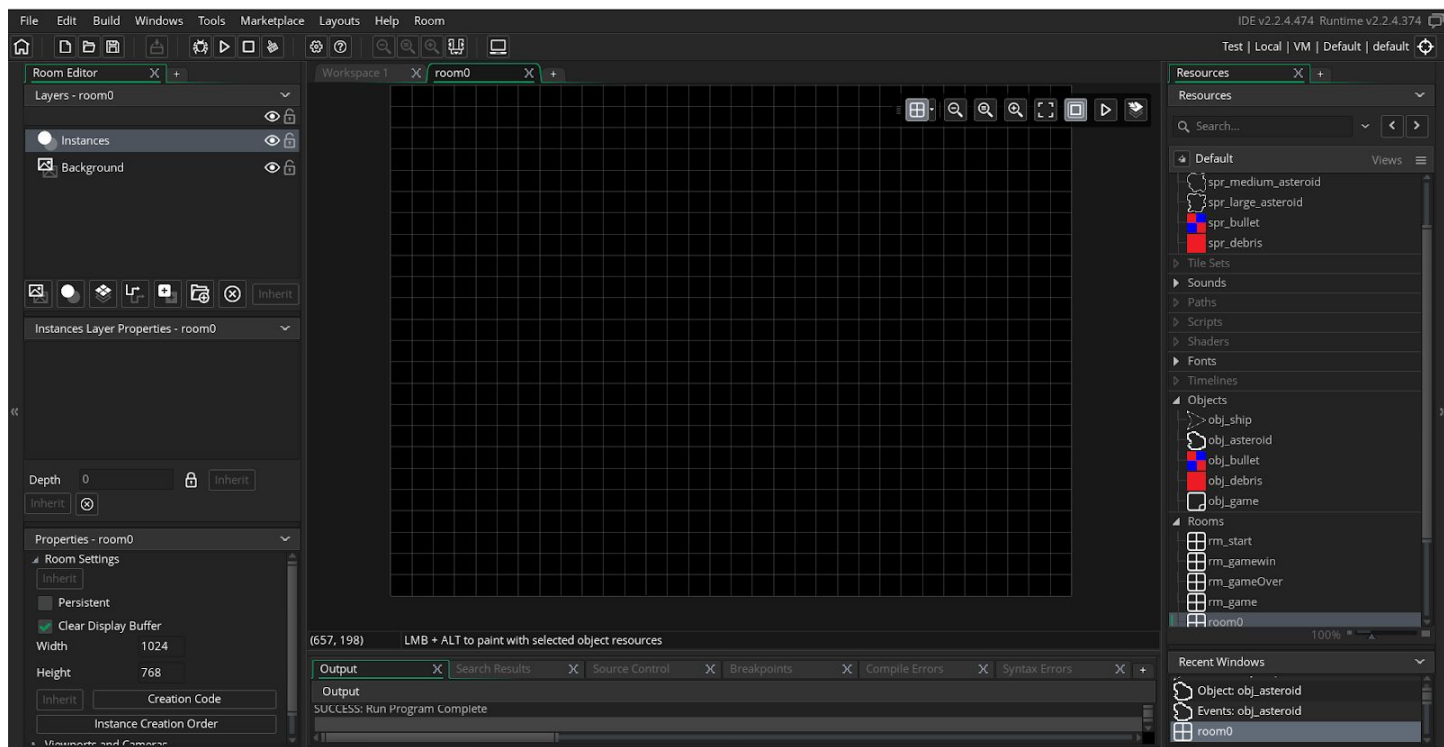 File Edit Build Windows Tools Marketplace Layouts Help Room
IDE v2.2.4.474 Runtime v2.2.4.374
Test | Local | VM | Default | default
Room Editor
Layers - room0
Instances
Background
Inherit
Instances Layer Properties - room0
Depth 0 Inherit
Inherit
Properties - room0
Room Settings
Inherit
Persistent
Clear Display Buffer
Width 1024
Height 768
Inherit Creation Code
Instance Creation Order
Viewports and Cameras
Workspace 1 room0
(657, 198) LMB + ALT to paint with selected object resources
Output Search Results Source Control Breakpoints Compile Errors Syntax Errors
Output
SUCCESS: Run Program Complete
Resources
Resources
Search...
Default Views
spr_medium_asteroid
spr_large_asteroid
spr_bullet
spr_debris
Tile Sets
Sounds
Paths
Scripts
Shaders
Fonts
Timelines
Objects
obj_ship
obj_asteroid
obj_bullet
obj_debris
obj_game
Rooms
rm_start
rm_gamewin
rm_gameOver
rm_game
room0
100%
Recent Windows
Object: obj_asteroid
Events: obj_asteroid
room0